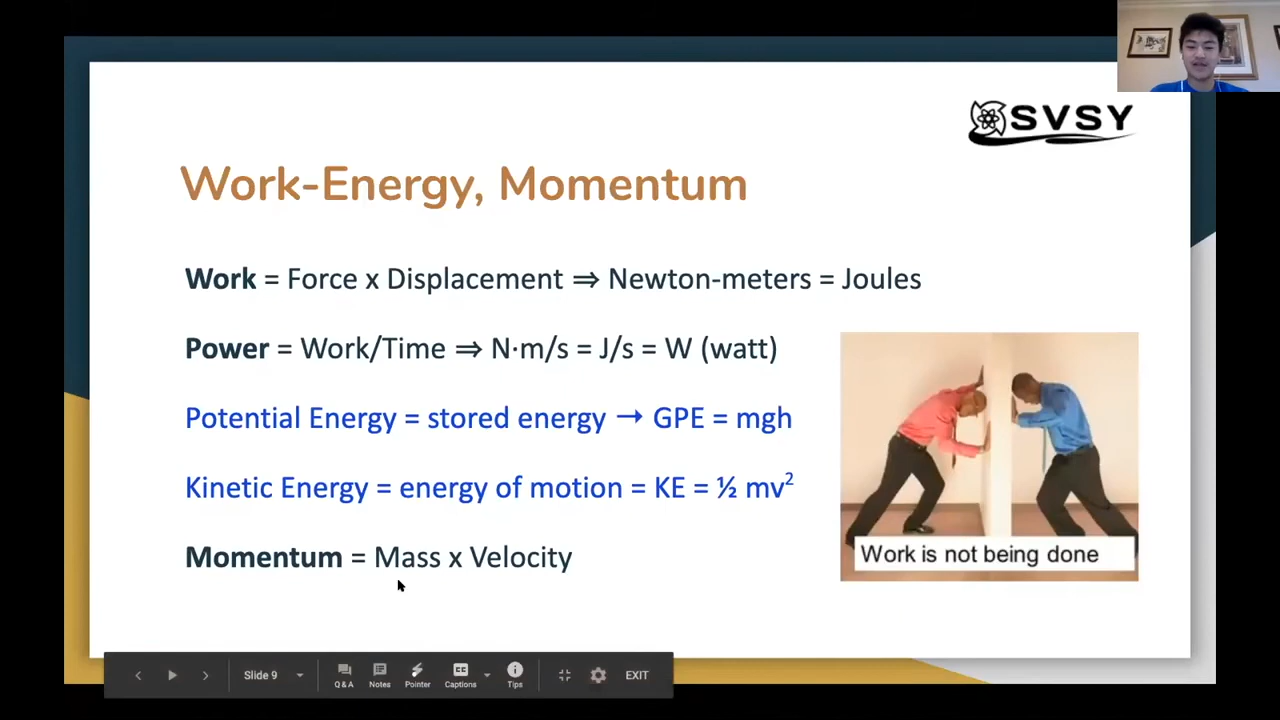 SVSY
Work-Energy, Momentum
Work = Force x Displacement ⇒ Newton-meters = Joules
Power = Work/Time ⇒ N·m/s = J/s = W (watt)
Potential Energy = stored energy → GPE = mgh
Kinetic Energy = energy of motion = KE = ½ mv²
Momentum = Mass x Velocity
Work is not being done
Slide 9
Q&A
Notes
Pointer
CC
Captions
Tips
EXIT